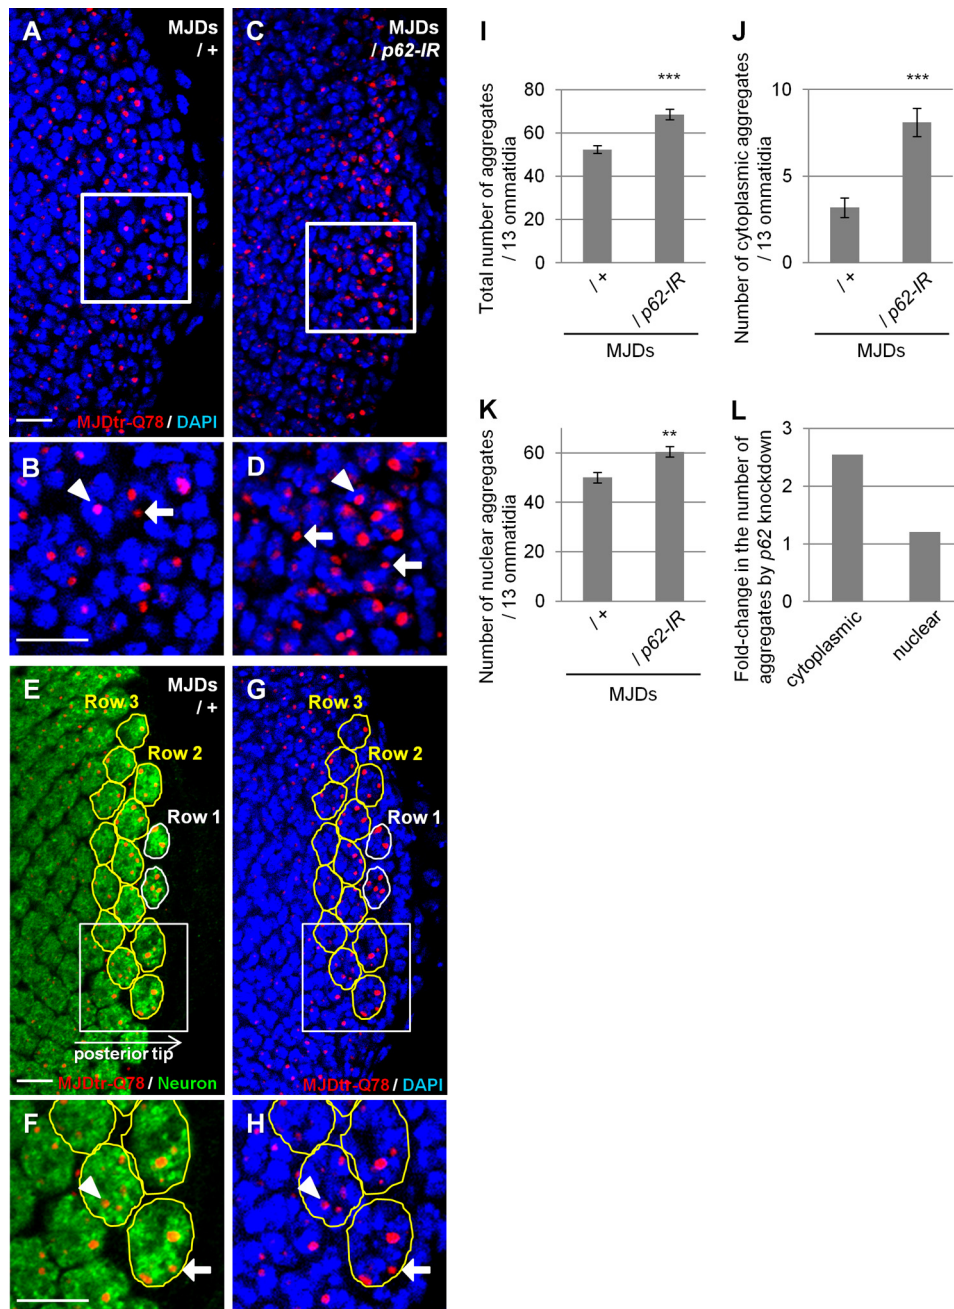 A
MJDs
/ +
MJDtr-Q78 / DAPI
C
MJDs
/ p62-IR
B
D
E
MJDs
/ +
Row 3
Row 2
Row 1
posterior tip
MJDtr-Q78 / Neuron
G
Row 3
Row 2
Row 1
MJDtr-Q78 / DAPI
F
H
I
Total number of aggregates
/ 13 ommatidia
80
60
40
20
0
***
/ +
/ p62-IR
MJDs
J
Number of cytoplasmic aggregates
/ 13 ommatidia
10
5
0
***
/ +
/ p62-IR
MJDs
K
Number of nuclear aggregates
/ 13 ommatidia
60
40
20
0
**
/ +
/ p62-IR
MJDs
L
Fold-change in the number of
aggregates by p62 knockdown
3
2
1
0
cytoplasmic
nuclear